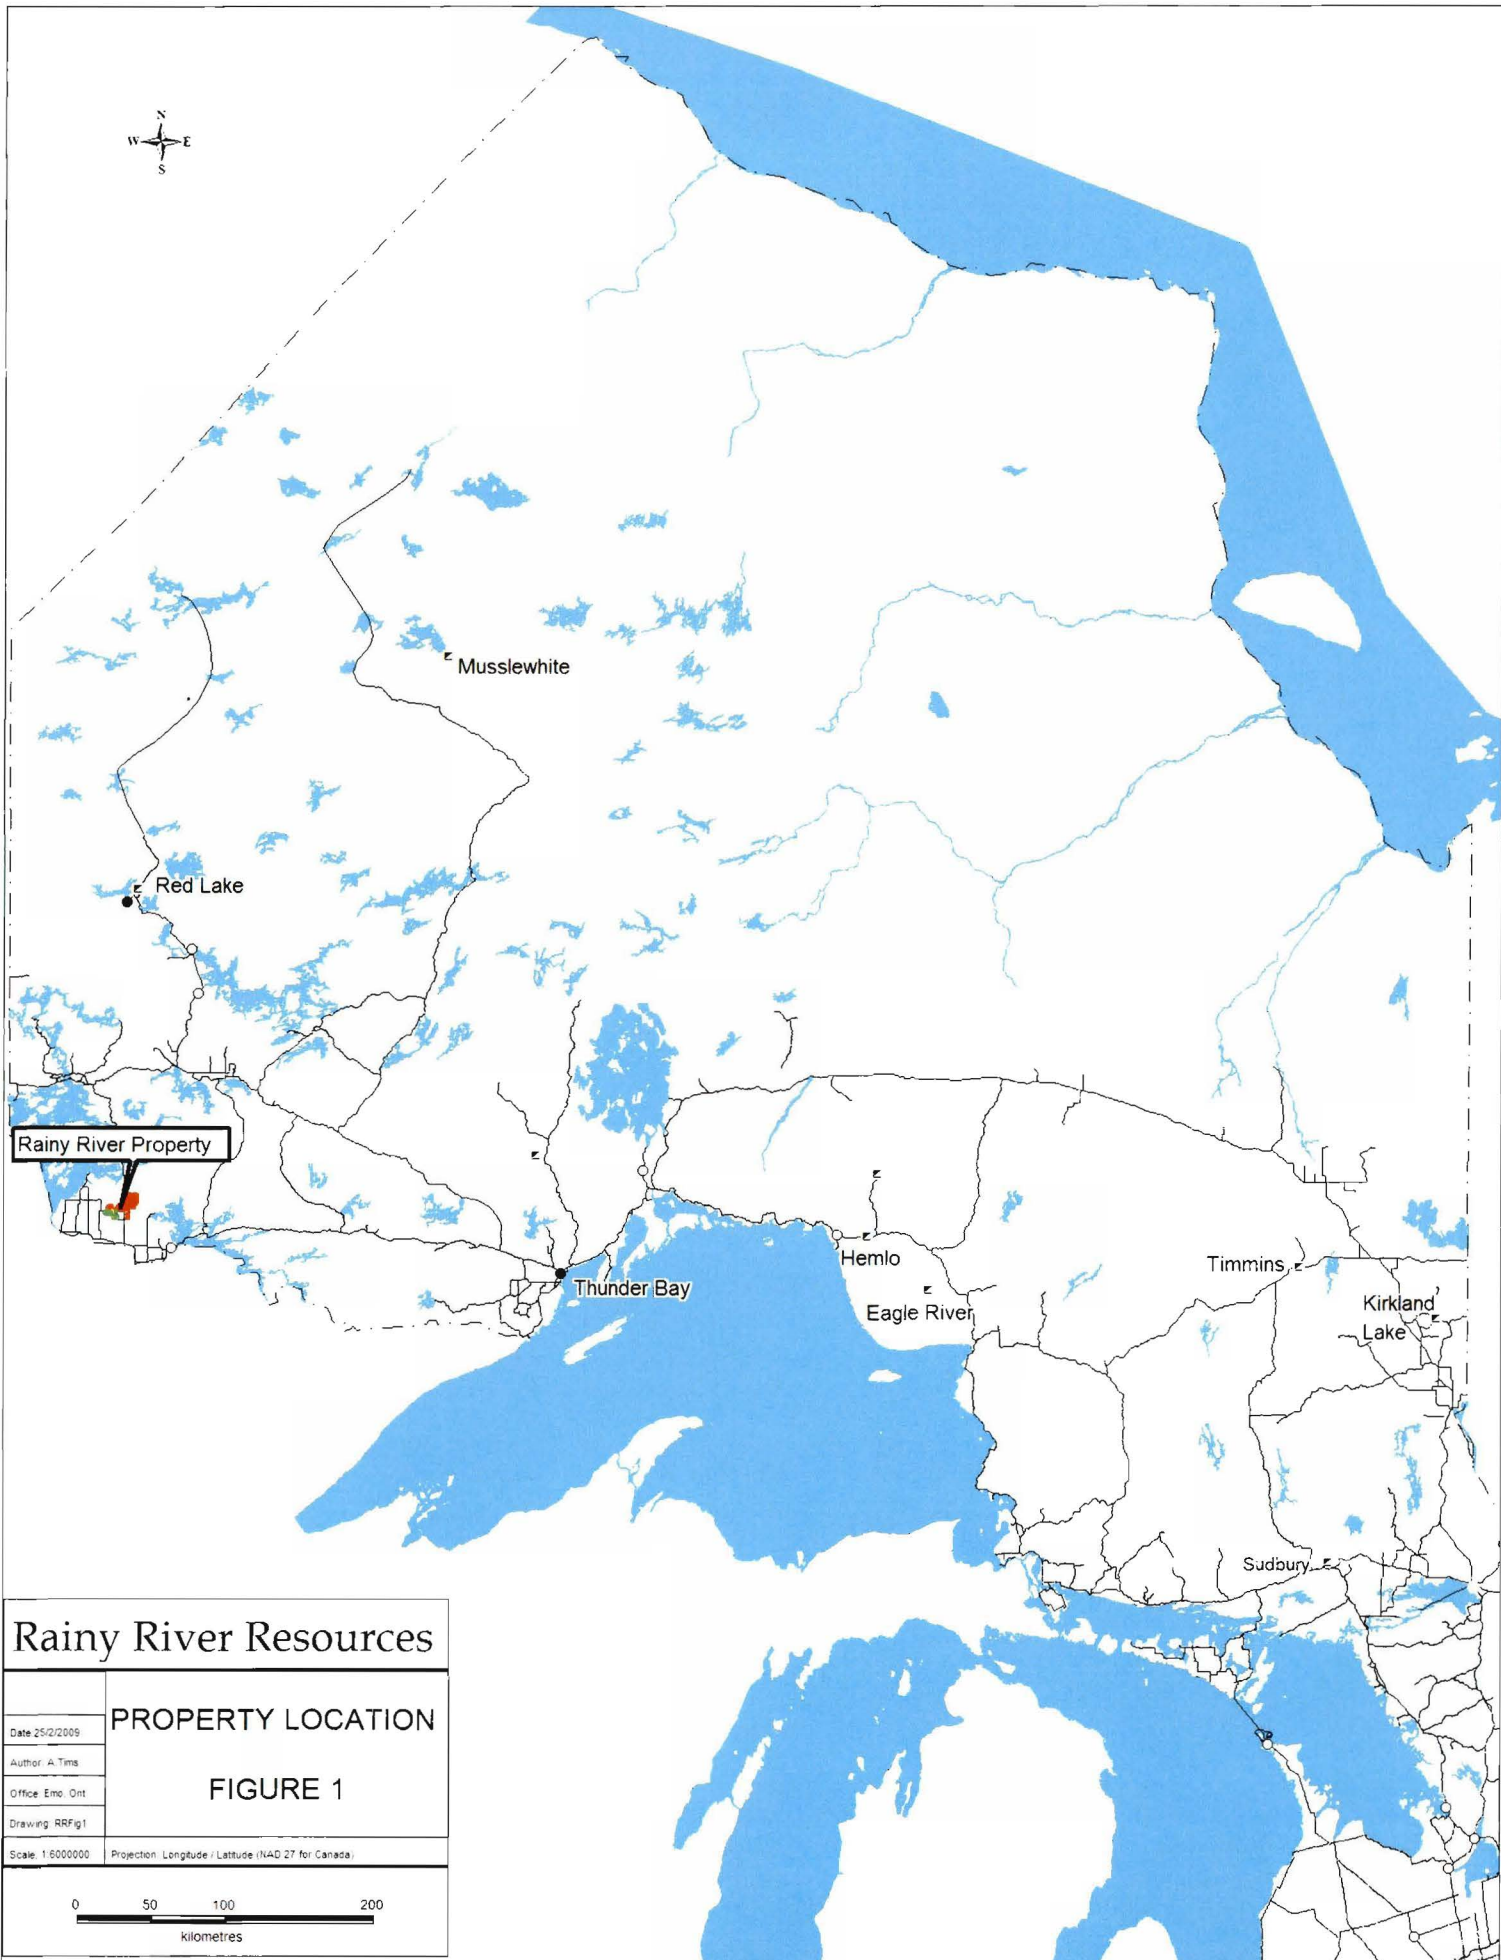 N
W E
S
Musslewhite
Red Lake
Rainy River Property
Thunder Bay
Hemlo
Eagle River
Timmins
Kirkland
Lake
Sudbury
Rainy River Resources
PROPERTY LOCATION
FIGURE 1
Date 25/2/2009
Author: A.Tims
Office: Emo, Ont
Drawing: RRFig1
Scale: 1:6000000
Projection: Longitude / Latitude (NAD 27 for Canada)
0 50 100 200
kilometres